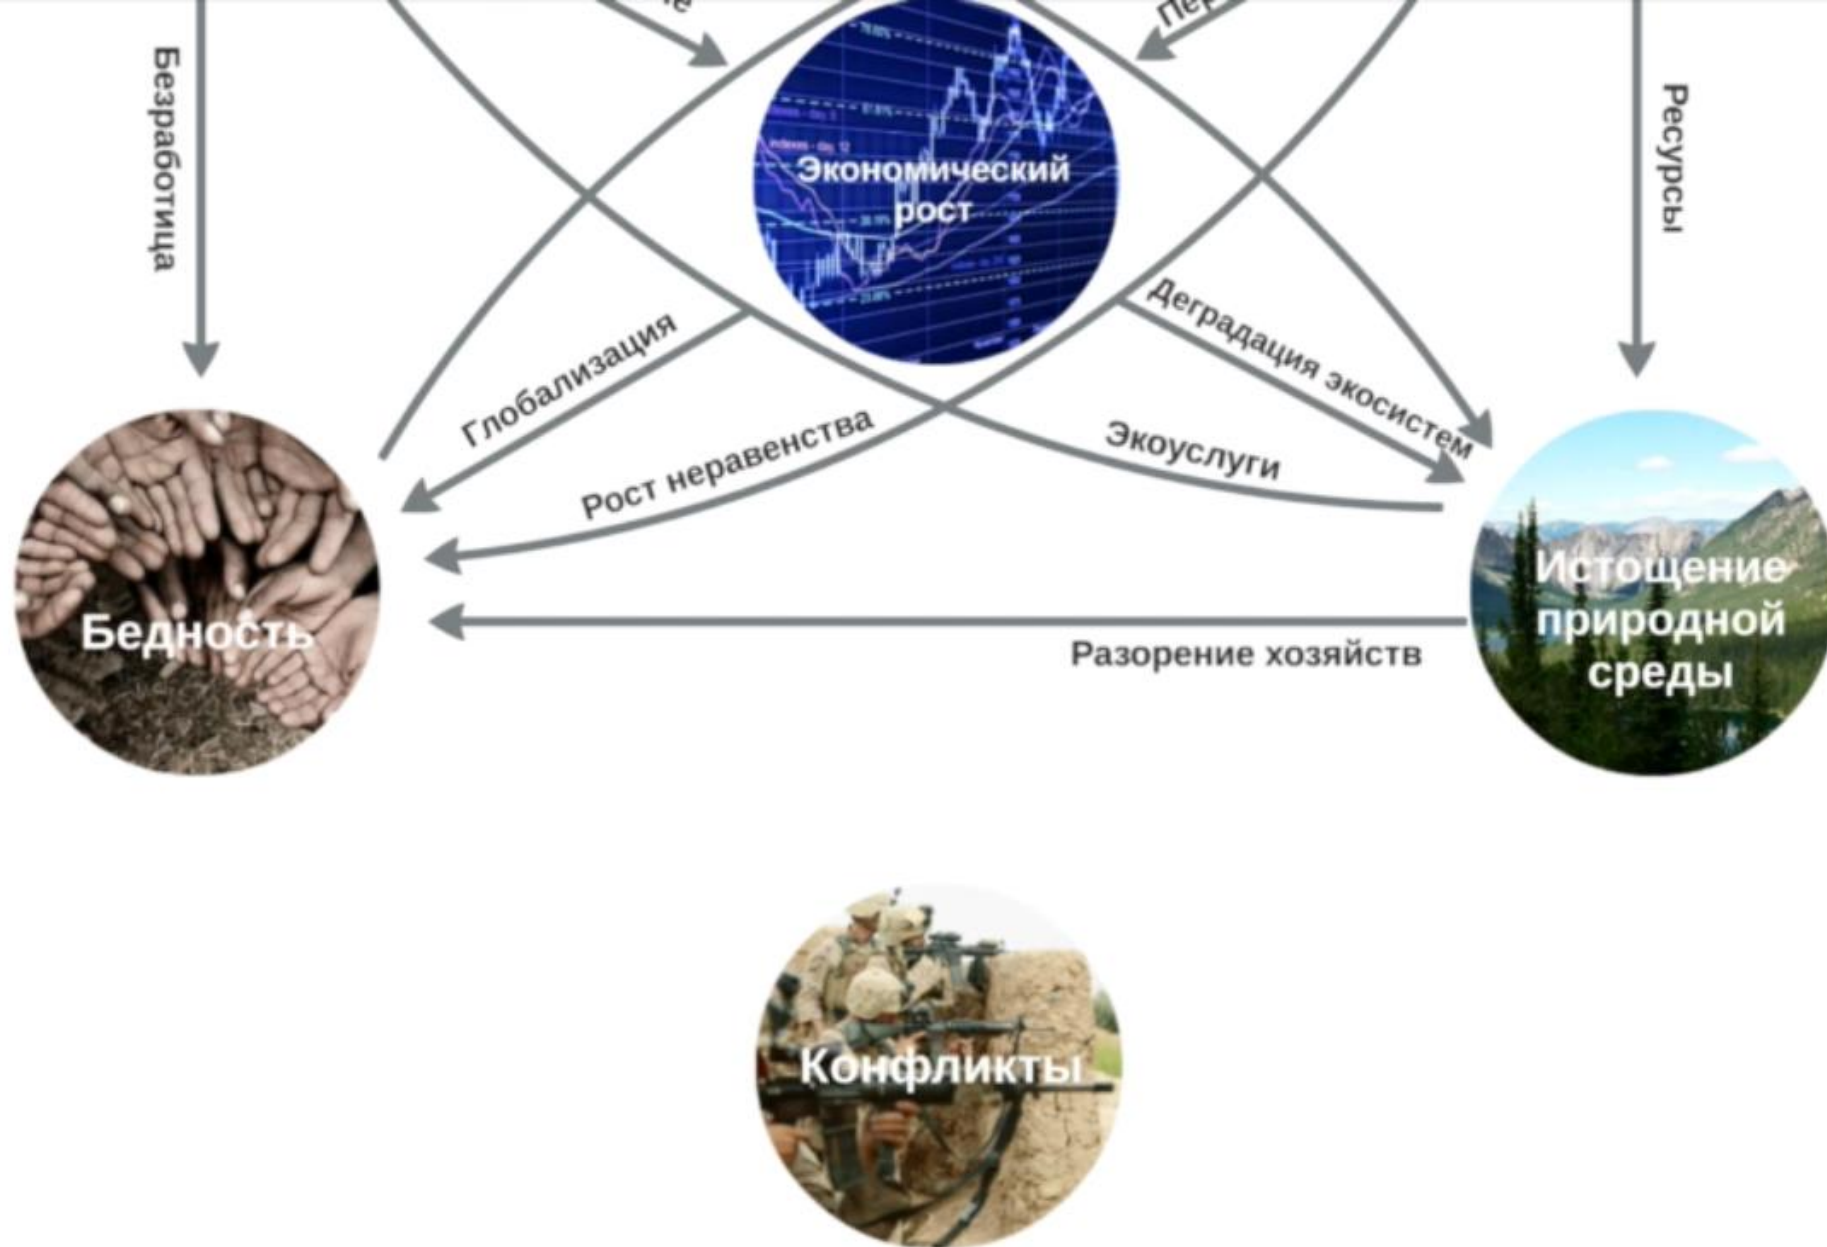 Безработица
Ресурсы
Экономический
рост
Глобализация
Рост неравенства
Деградация экосистем
Экоуслуги
Бедность
Истощение
природной
среды
Разорение хозяйств
Конфликты